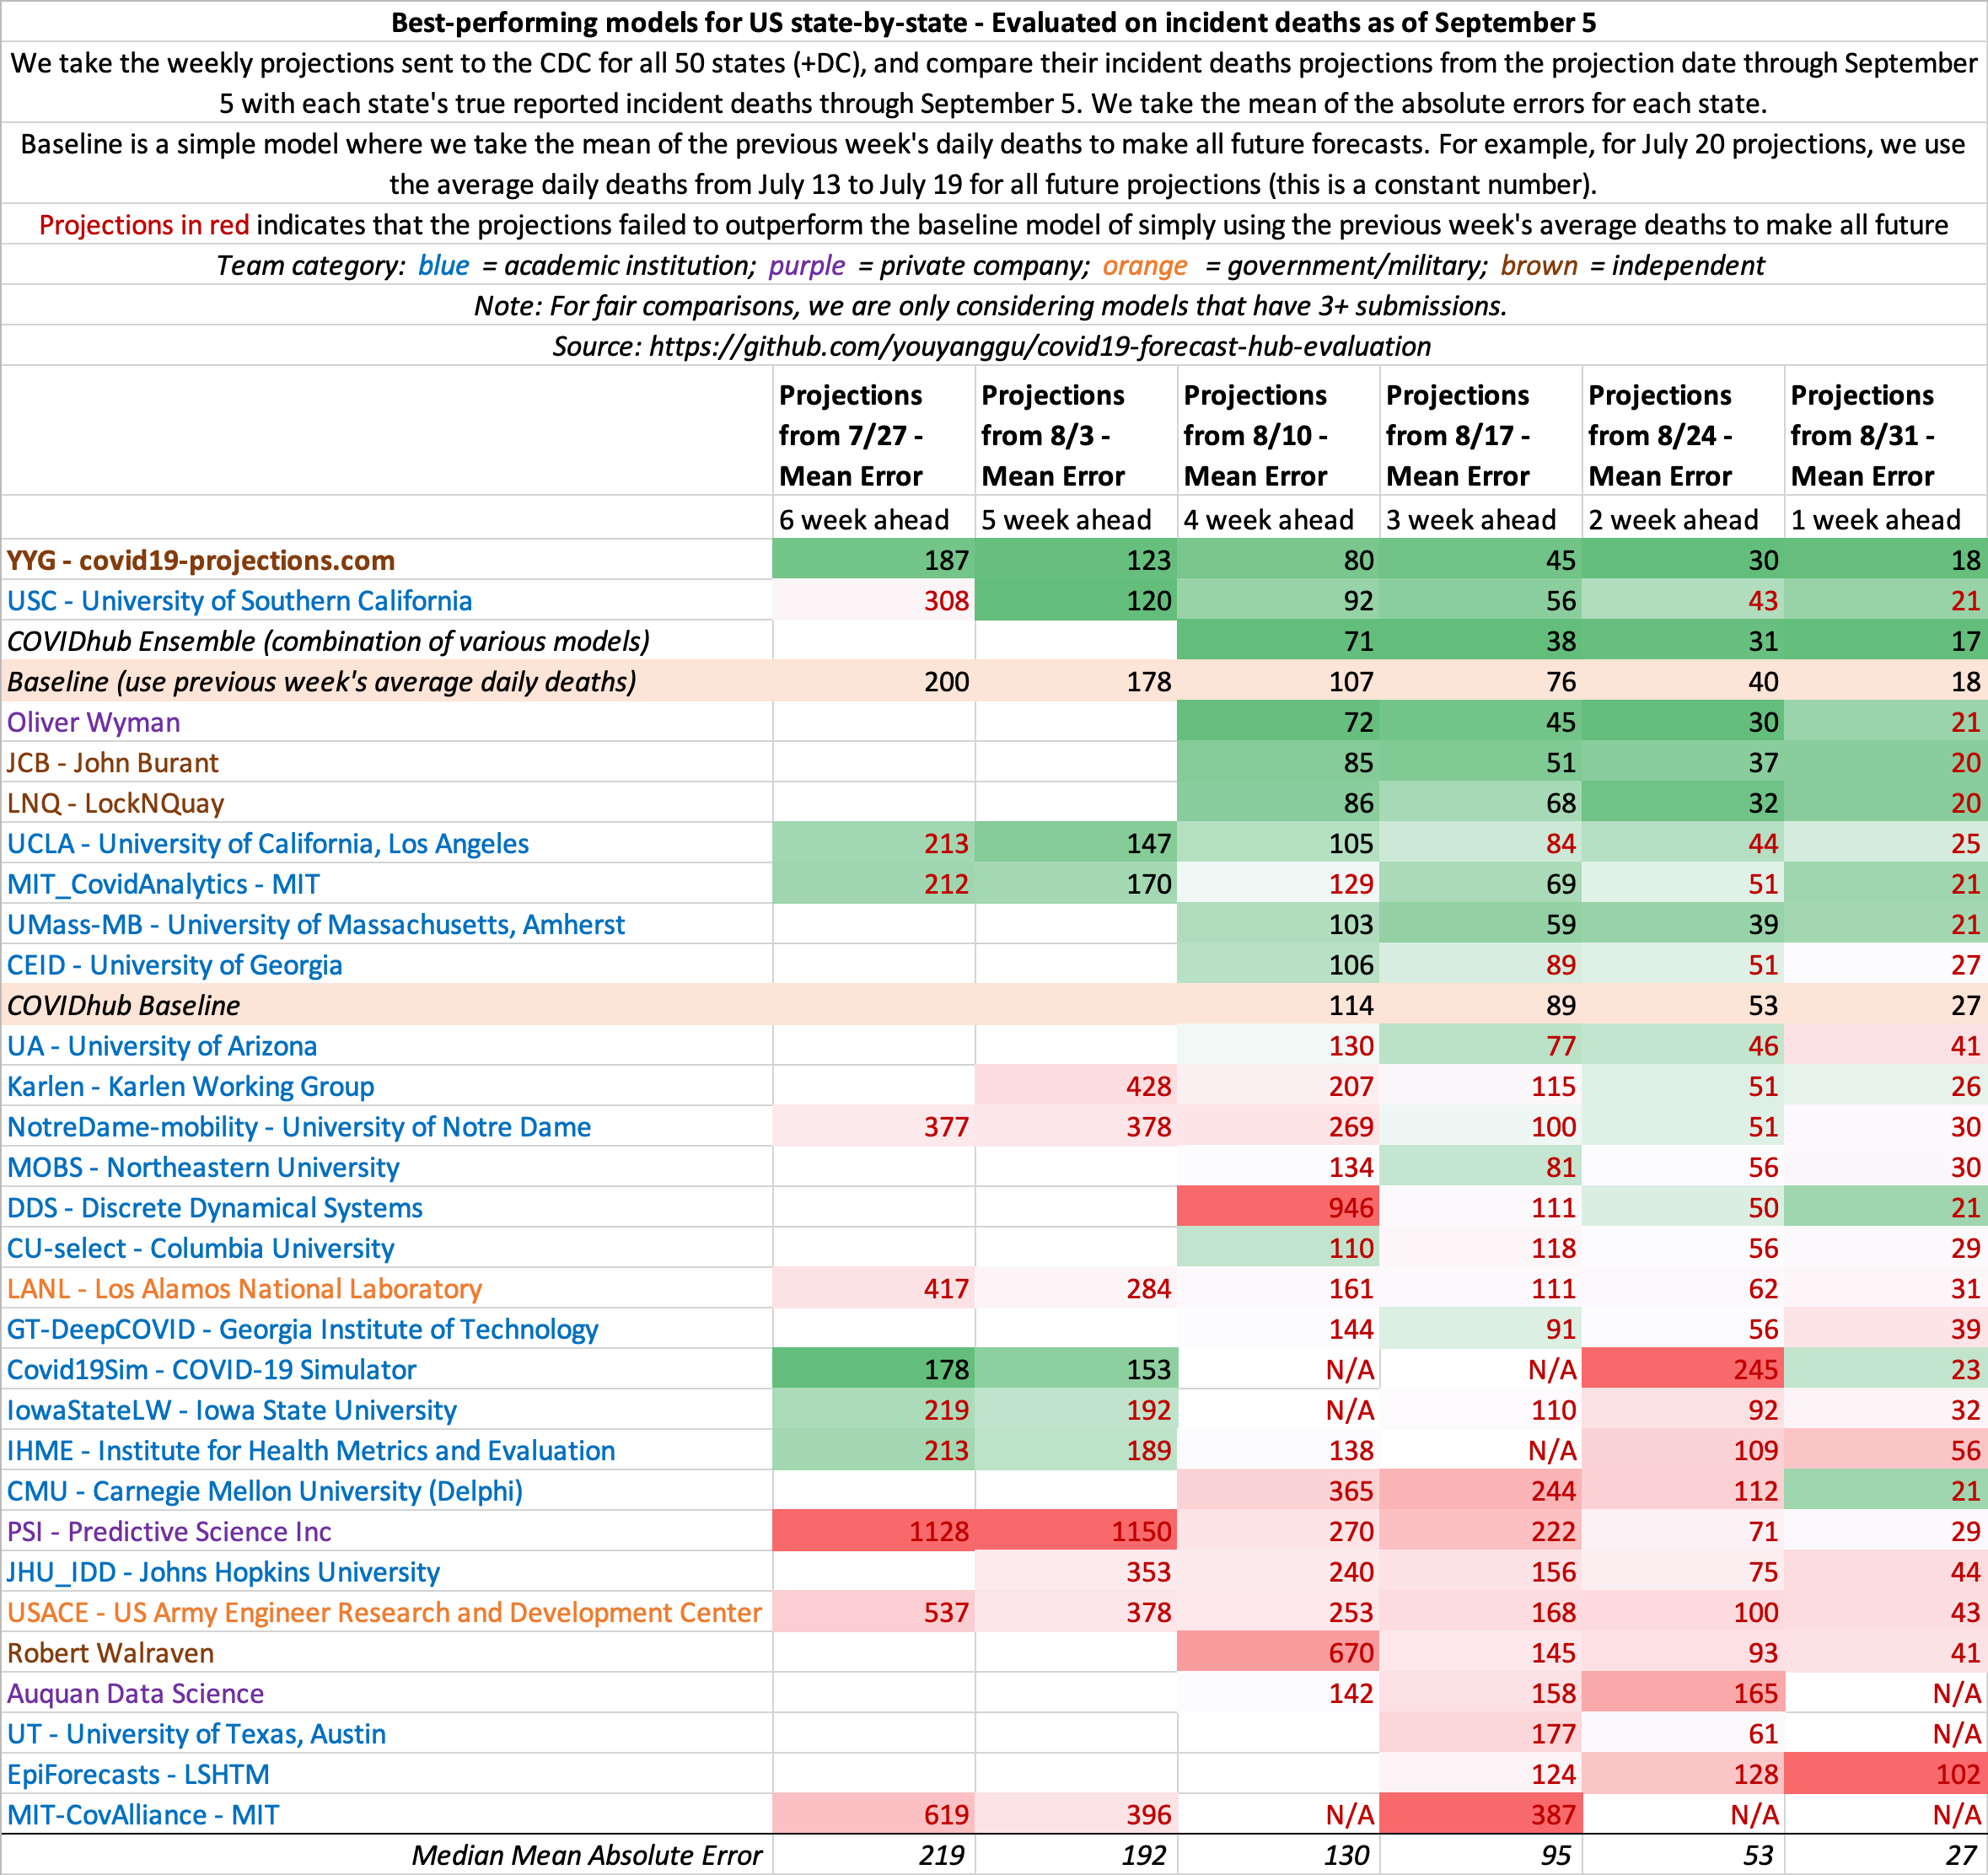 Best-performing models for US state-by-state - Evaluated on incident deaths as of September 5
We take the weekly projections sent to the CDC for all 50 states (+DC), and compare their incident deaths projections from the projection date through September
5 with each state's true reported incident deaths through September 5. We take the mean of the absolute errors for each state.
Baseline is a simple model where we take the mean of the previous week's daily deaths to make all future forecasts. For example, for July 20 projections, we use
the average daily deaths from July 13 to July 19 for all future projections (this is a constant number).
Projections in red indicates that the projections failed to outperform the baseline model of simply using the previous week's average deaths to make all future
Team category: blue = academic institution; purple = private company; orange = government/military; brown = independent
Note: For fair comparisons, we are only considering models that have 3+ submissions.
Source: https://github.com/youyanggu/covid19-forecast-hub-evaluation
Projections Projections Projections Projections Projections Projections
from 7/27 - from 8/3 - from 8/10 - from 8/17 - from 8/24 - from 8/31 -
Mean Error Mean Error Mean Error Mean Error Mean Error Mean Error
6 week ahead 5 week ahead 4 week ahead 3 week ahead 2 week ahead 1 week ahead
YYG - covid19-projections.com 187 123 80 45 30 18
USC - University of Southern California 308 120 92 56 43 21
COVIDhub Ensemble (combination of various models) 71 38 31 17
Baseline (use previous week's average daily deaths) 200 178 107 76 40 18
Oliver Wyman 72 45 30 21
JCB - John Burant 85 51 37 20
LNQ - LockNQuay 86 68 32 20
UCLA - University of California, Los Angeles 213 147 105 84 44 25
MIT_CovidAnalytics - MIT 212 170 129 69 51 21
UMass-MB - University of Massachusetts, Amherst 103 59 39 21
CEID - University of Georgia 106 89 51 27
COVIDhub Baseline 114 89 53 27
UA - University of Arizona 130 77 46 41
Karlen - Karlen Working Group 428 207 115 51 26
NotreDame-mobility - University of Notre Dame 377 378 269 100 51 30
MOBS - Northeastern University 134 81 56 30
DDS - Discrete Dynamical Systems 946 111 50 21
CU-select - Columbia University 110 118 56 29
LANL - Los Alamos National Laboratory 417 284 161 111 62 31
GT-DeepCOVID - Georgia Institute of Technology 144 91 56 39
Covid19Sim - COVID-19 Simulator 178 153 N/A N/A 245 23
IowaStateLW - Iowa State University 219 192 N/A 110 92 32
IHME - Institute for Health Metrics and Evaluation 213 189 138 N/A 109 56
CMU - Carnegie Mellon University (Delphi) 365 244 112 21
PSI - Predictive Science Inc 1128 1150 270 222 71 29
JHU_IDD - Johns Hopkins University 353 240 156 75 44
USACE - US Army Engineer Research and Development Center 537 378 253 168 100 43
Robert Walraven 670 145 93 41
Auquan Data Science 142 158 165 N/A
UT - University of Texas, Austin 177 61 N/A
EpiForecasts - LSHTM 124 128 102
MIT-CovAlliance - MIT 619 396 N/A 387 N/A N/A
Median Mean Absolute Error 219 192 130 95 53 27